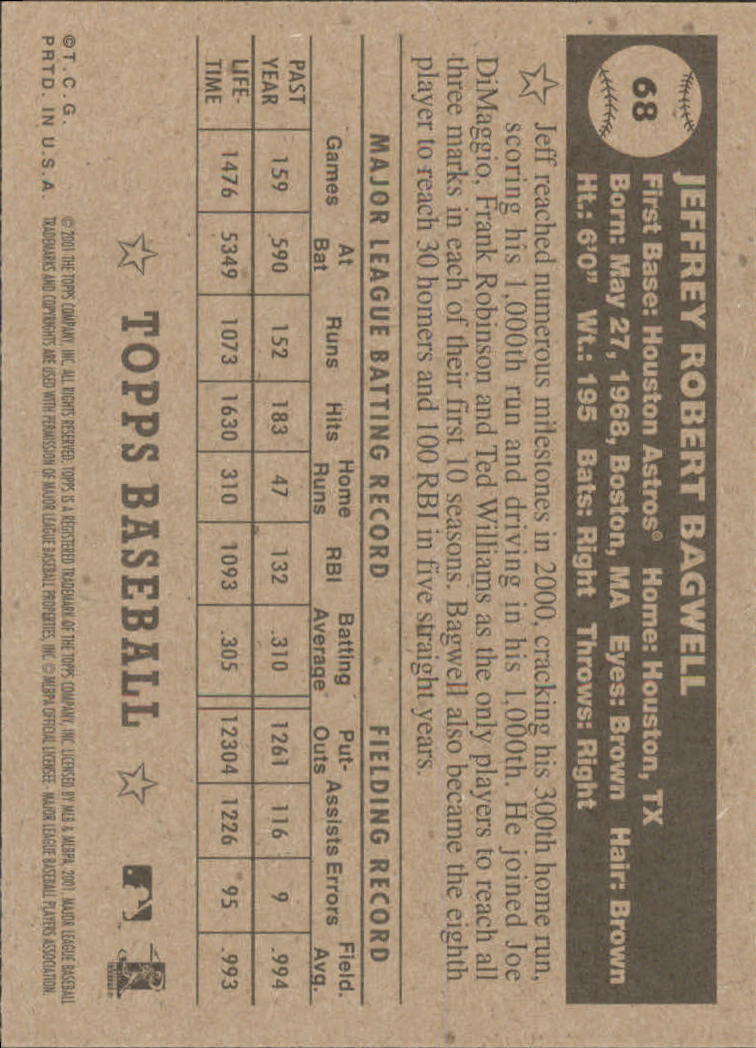 68
JEFFREY ROBERT BAGWELL
First Base: Houston Astros® Home: Houston, TX
Born: May 27, 1968, Boston, MA Eyes: Brown Hair: Brown
Ht.: 6'0" Wt.: 195 Bats: Right Throws: Right
Jeff reached numerous milestones in 2000, cracking his 300th home run,
scoring his 1,000th run and driving in his 1,000th. He joined Joe
DiMaggio, Frank Robinson and Ted Williams as the only players to reach all
three marks in each of their first 10 seasons. Bagwell also became the eighth
player to reach 30 homers and 100 RBI in five straight years.
MAJOR LEAGUE BATTING RECORD FIELDING RECORD
Games At Bat Runs Hits Home Runs RBI Batting Average Put-Outs Assists Errors Field. Avg.
PAST YEAR 159 590 152 183 47 132 .310 1261 116 9 .994
LIFE-TIME 1476 5349 1073 1630 310 1093 .305 12304 1226 95 .993
TOPPS BASEBALL
©T.C.G. © 2001 THE TOPPS COMPANY, INC. ALL RIGHTS RESERVED. TOPPS IS A REGISTERED TRADEMARK OF THE TOPPS COMPANY, INC. LICENSED BY MLB & MLBPA. 2001. MAJOR LEAGUE BASEBALL
PRTD. IN U.S.A. TRADEMARKS AND COPYRIGHTS ARE USED WITH PERMISSION OF MAJOR LEAGUE BASEBALL PROPERTIES, INC. © MLBPA OFFICIAL LICENSEE - MAJOR LEAGUE BASEBALL PLAYERS ASSOCIATION.